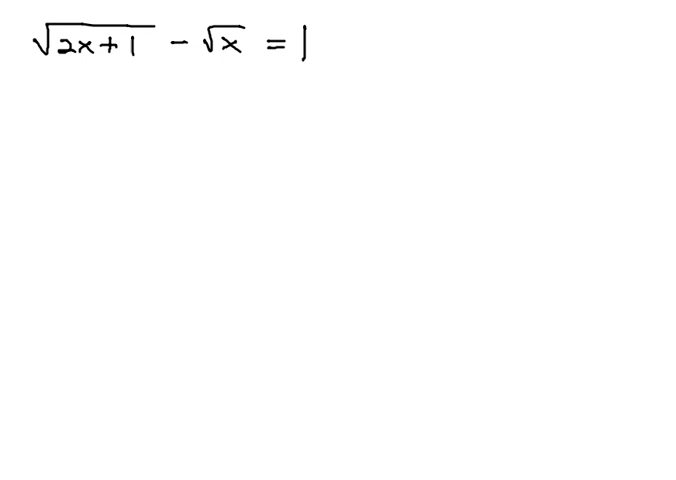 √(2x+1) - √x = 1